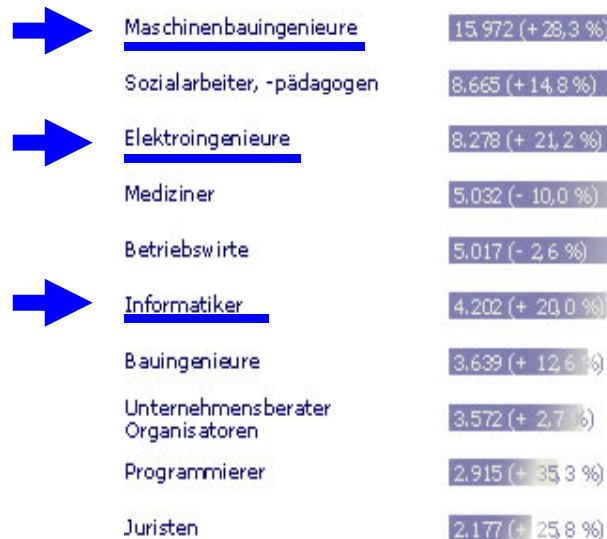 Maschinenbauingenieure 15.972 (+ 28,3 %)
Sozialarbeiter, -pädagogen 8.665 (+ 14,8 %)
Elektroingenieure 8.278 (+ 21,2 %)
Mediziner 5.032 (- 10,0 %)
Betriebswirte 5.017 (- 2,6 %)
Informatiker 4.202 (+ 20,0 %)
Bauingenieure 3.639 (+ 12,6 %)
Unternehmensberater
Organisatoren 3.572 (+ 2,7 %)
Programmierer 2.915 (+ 35,3 %)
Juristen 2.177 (+ 25,8 %)